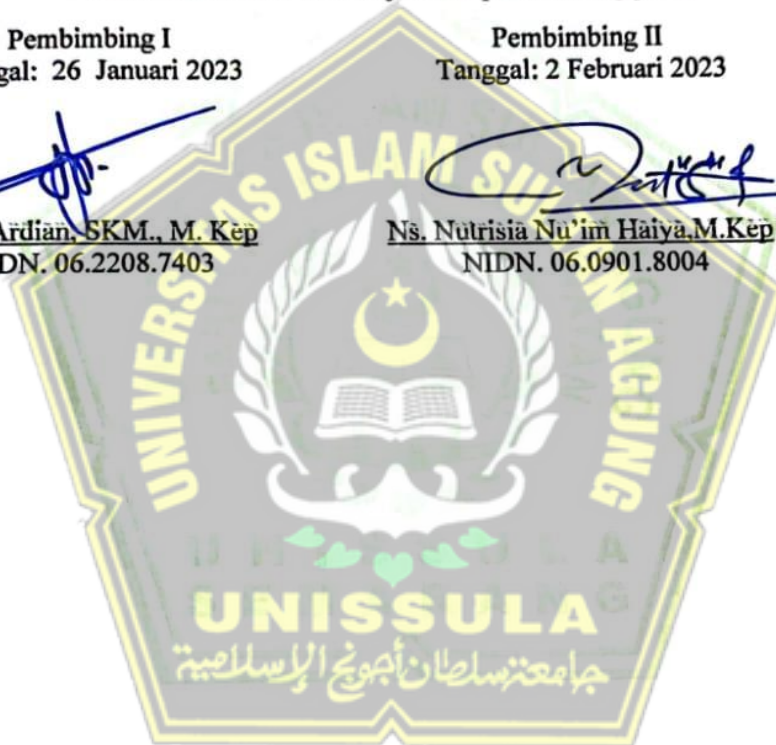 Pembimbing I
gal: 26 Januari 2023
Ardian, SKM., M. Kep
DN. 06.2208.7403
Pembimbing II
Tanggal: 2 Februari 2023
Ns. Nutrisia Nu'im Haiya,M.Kep
NIDN. 06.0901.8004
UNIVERSITAS ISLAM SULTAN AGUNG
UNISSULA
جامعة سلطان أجونج الإسلامية